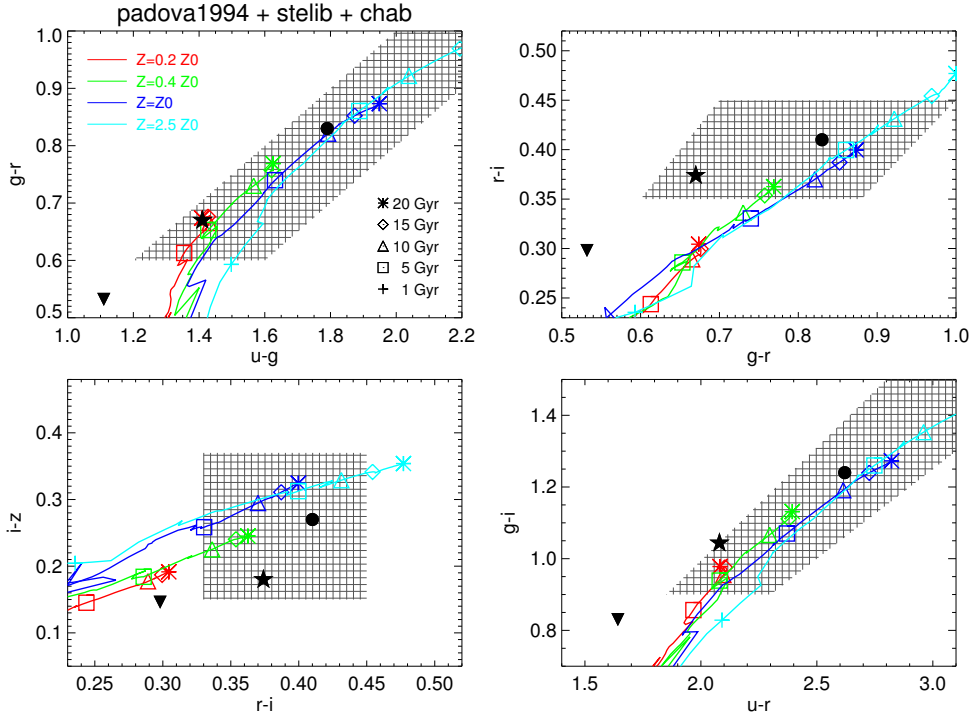 padova1994 + stelib + chab
1.0
0.9
0.8
0.7
0.6
0.5
g-r
Z=0.2 Z0
Z=0.4 Z0
Z=Z0
Z=2.5 Z0
20 Gyr
15 Gyr
10 Gyr
5 Gyr
1 Gyr
1.0 1.2 1.4 1.6 1.8 2.0 2.2
u-g
0.50
0.45
0.40
0.35
0.30
0.25
r-i
0.5 0.6 0.7 0.8 0.9 1.0
g-r
0.4
0.3
0.2
0.1
i-z
0.25 0.30 0.35 0.40 0.45 0.50
r-i
1.4
1.2
1.0
0.8
g-i
1.5 2.0 2.5 3.0
u-r